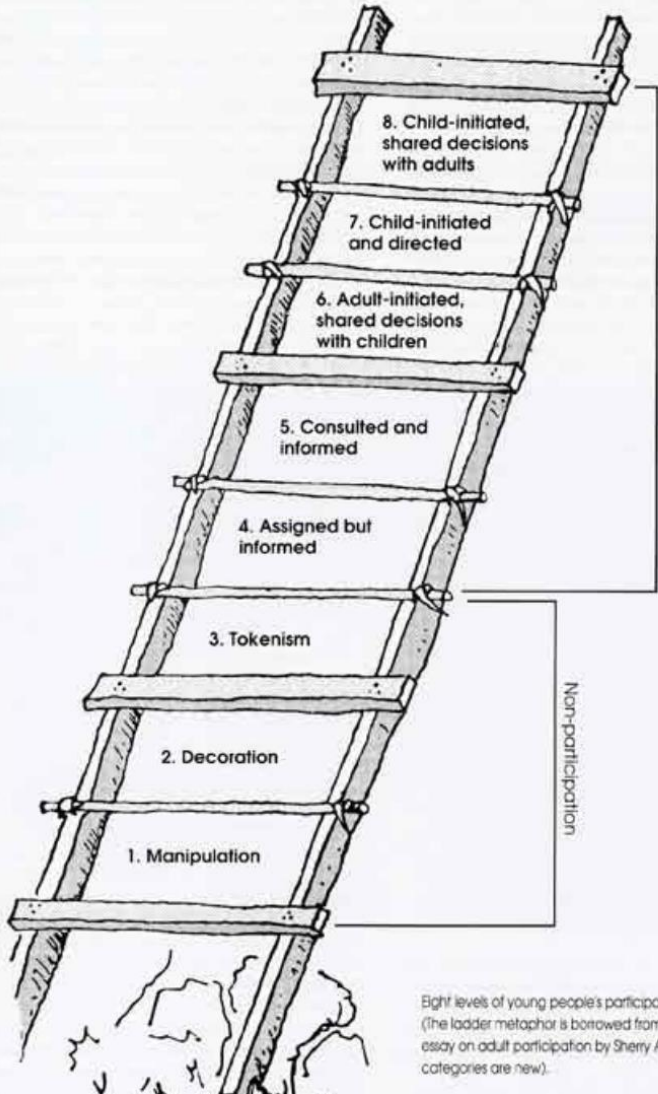 8. Child-initiated,
shared decisions
with adults
7. Child-initiated
and directed
6. Adult-initiated,
shared decisions
with children
5. Consulted and
informed
4. Assigned but
informed
3. Tokenism
2. Decoration
1. Manipulation
Non-participation
Eight levels of young people's
(The ladder metaphor is borrowed from
essay on adult participation by Sherry
categories are new).